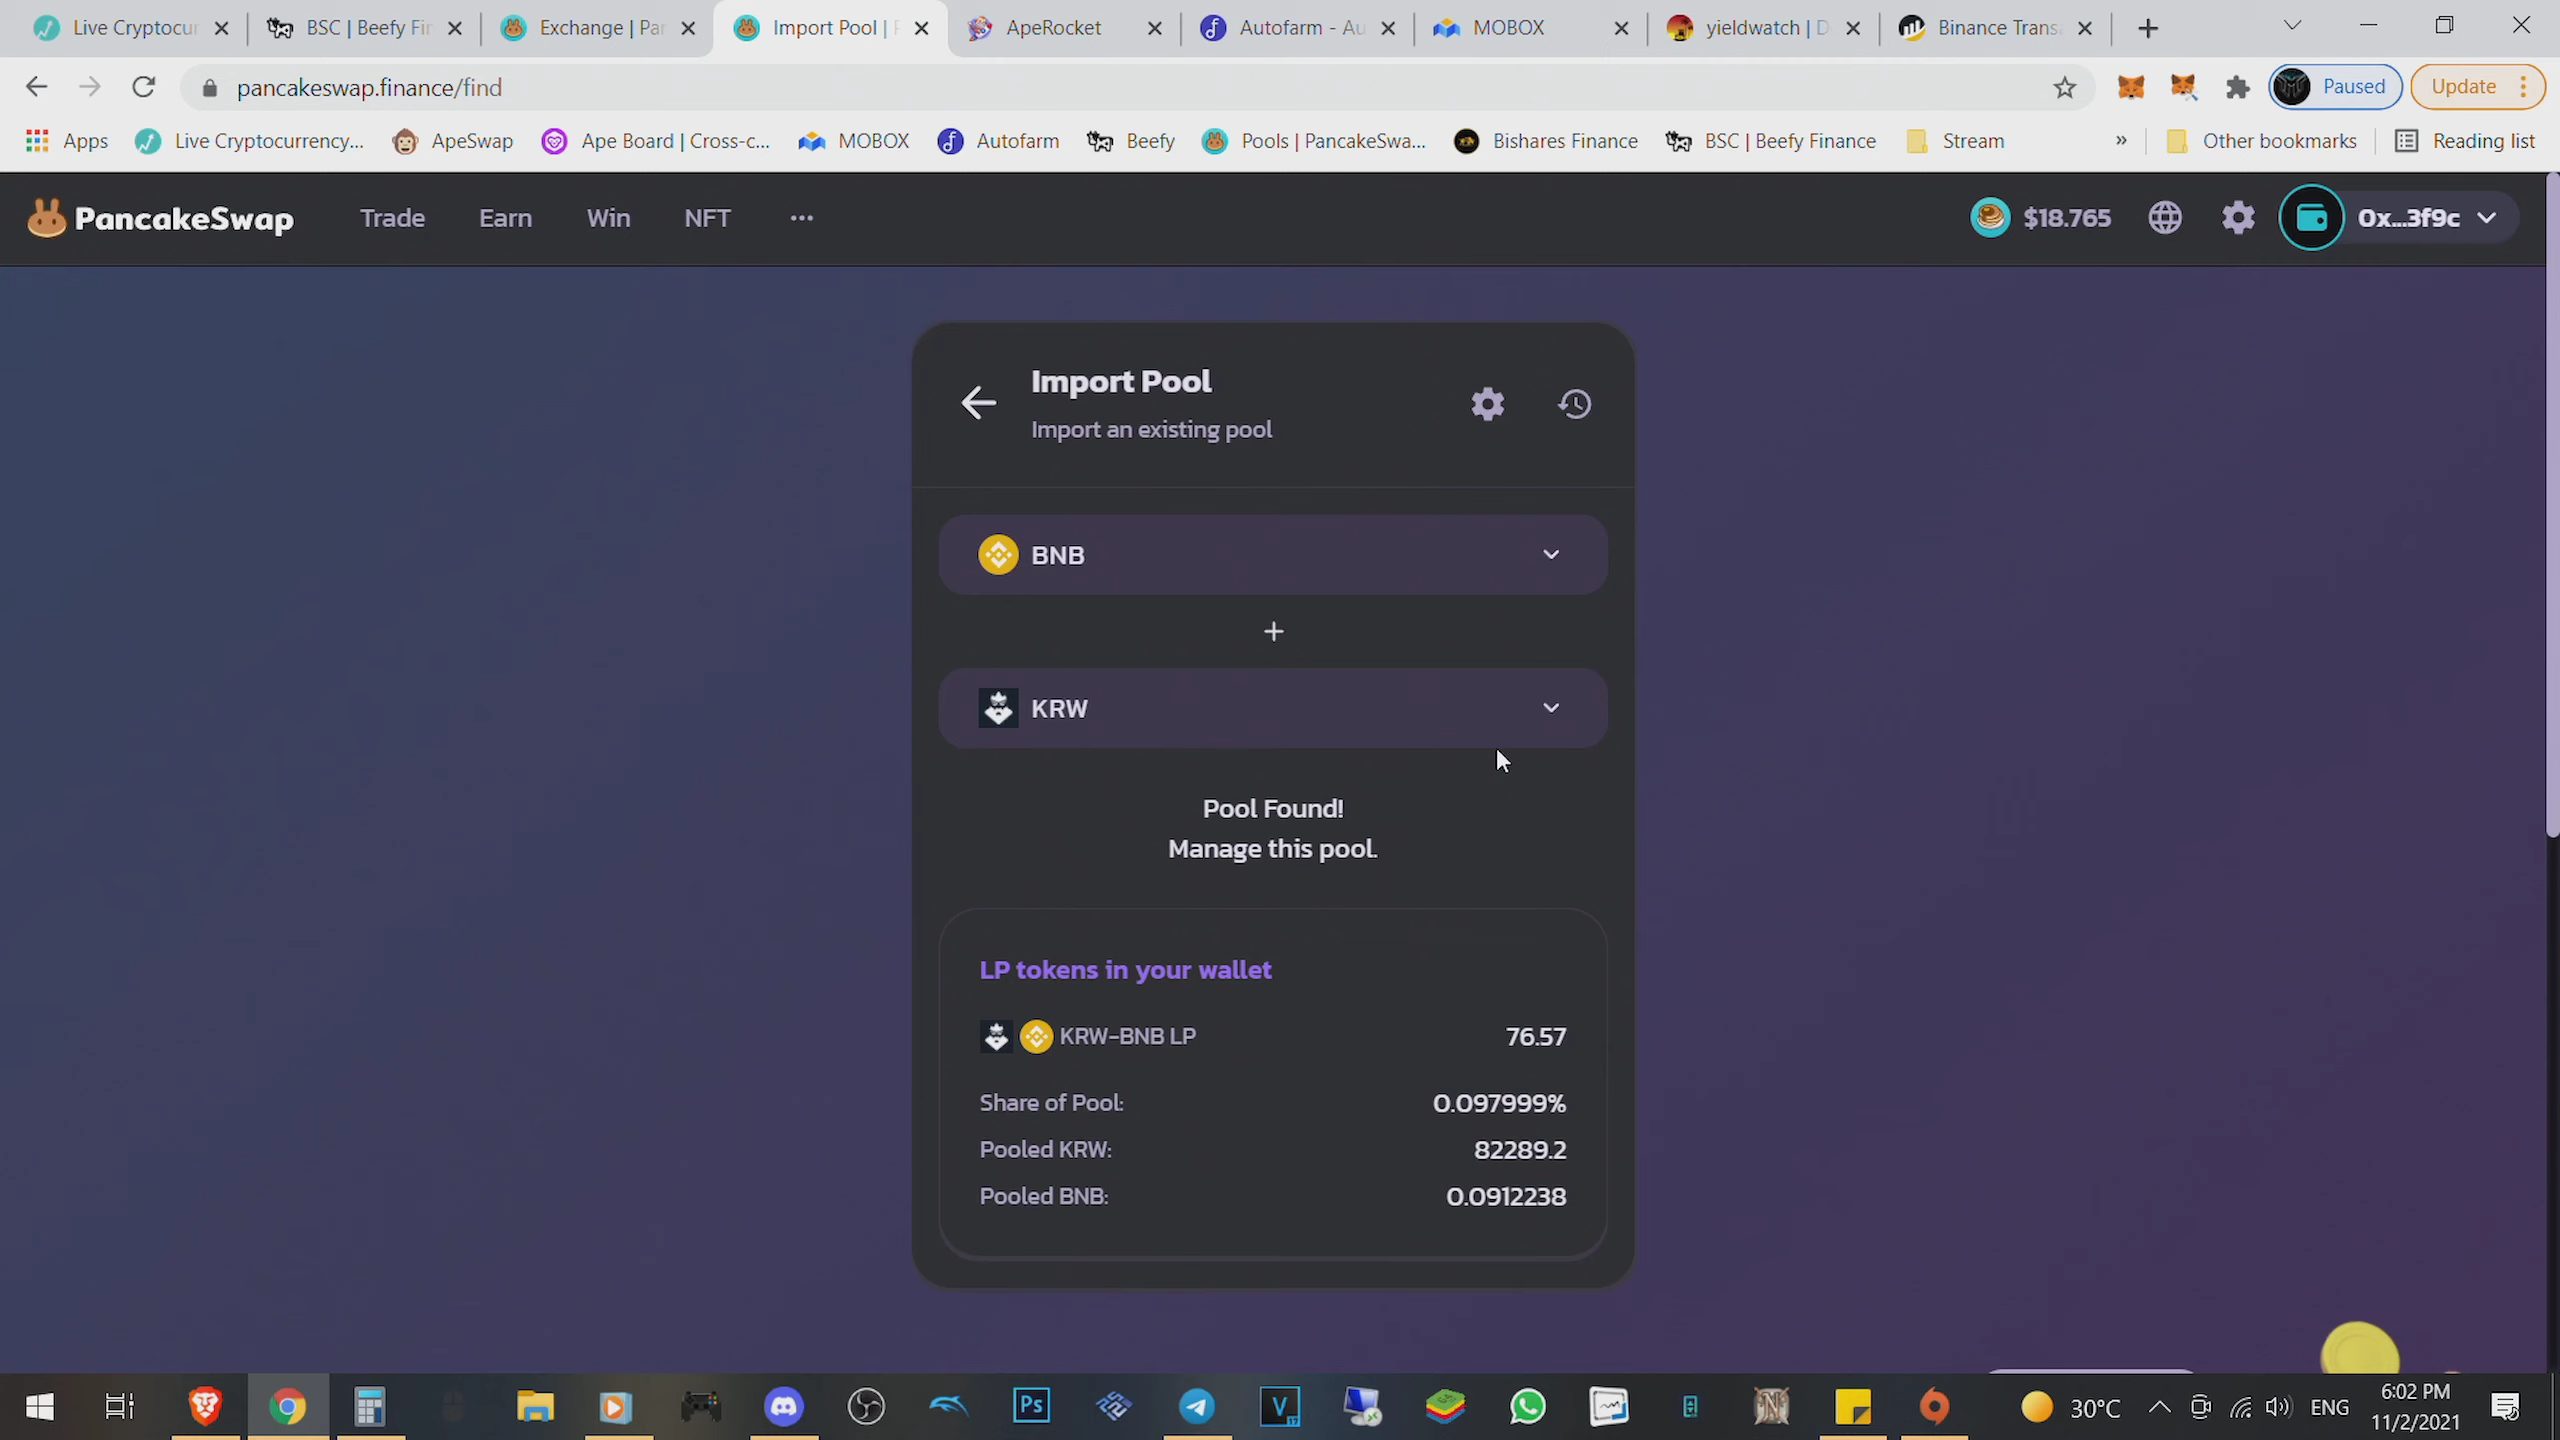 Live Cryptocur
BSC | Beefy Fi
Exchange | Pa
Import Pool |
ApeRocket
Autofarm - Au
MOBOX
yieldwatch | D
Binance Trans
pancakeswap.finance/find
Paused
Update
Apps
Live Cryptocurrency...
ApeSwap
Ape Board | Cross-c...
MOBOX
Autofarm
Beefy
Pools | PancakeSwa...
Bishares Finance
BSC | Beefy Finance
Stream
»
Other bookmarks
Reading list
PancakeSwap
Trade
Earn
Win
NFT
...
$18.765
0x...3f9c
Import Pool
Import an existing pool
BNB
+
KRW
Pool Found!
Manage this pool.
LP tokens in your wallet
KRW-BNB LP 76.57
Share of Pool: 0.097999%
Pooled KRW: 82289.2
Pooled BNB: 0.0912238
Ps
V
17
N
30°C
ENG
6:02 PM
11/2/2021